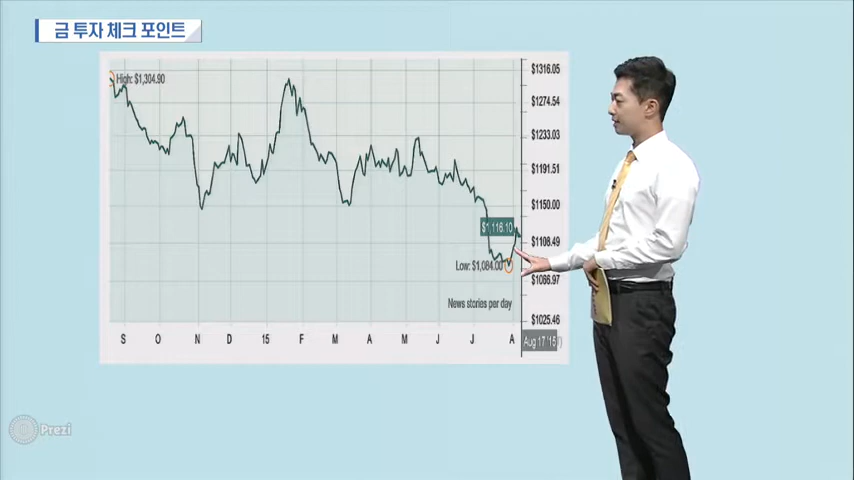 금 투자 체크 포인트
High: $1,304.90
$1316.05
$1274.54
$1233.03
$1191.51
$1150.00
$1,116.10
$1108.49
Low: $1,084.00
$1066.97
News stories per day
$1025.46
S O N D 15 F M A M J J A
Aug 17 '15
Prezi